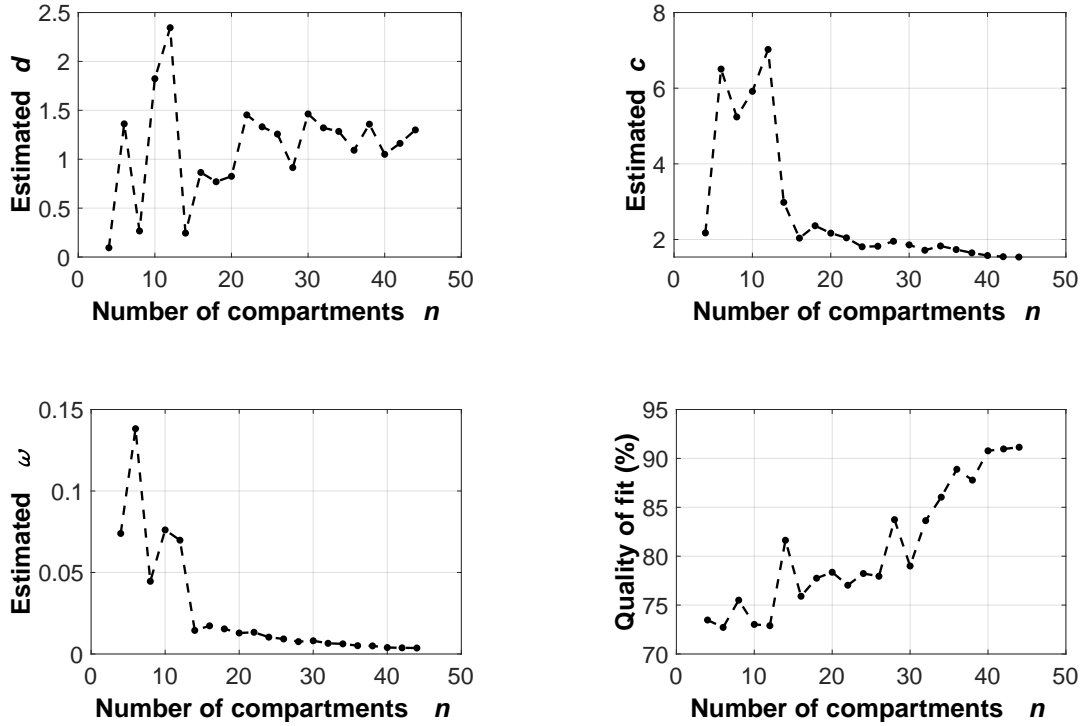 2.5
2
1.5
1
0.5
0
Estimated d
0 10 20 30 40 50
Number of compartments n
8
6
4
2
Estimated c
0 10 20 30 40 50
Number of compartments n
0.15
0.1
0.05
0
Estimated ω
0 10 20 30 40 50
Number of compartments n
95
90
85
80
75
70
Quality of fit (%)
0 10 20 30 40 50
Number of compartments n